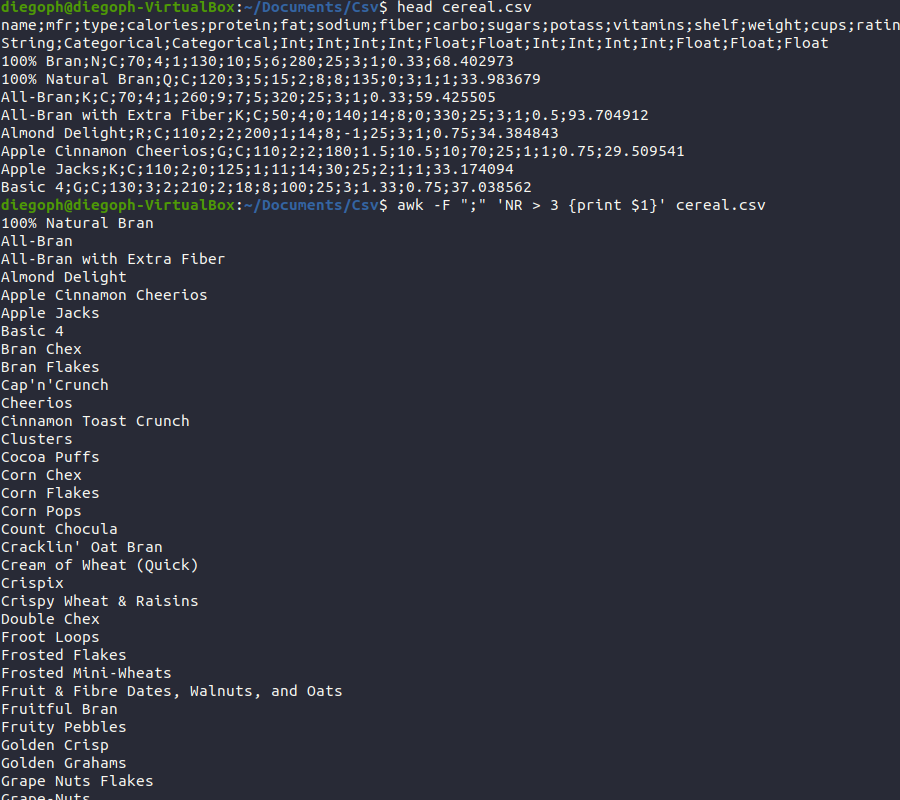 diegoph@diegoph-VirtualBox:~/Documents/Csv$ head cereal.csv
name;mfr;type;calories;protein;fat;sodium;fiber;carbo;sugars;potass;vitamins;shelf;weight;cups;ratin
String;Categorical;Categorical;Int;Int;Int;Int;Float;Float;Int;Int;Int;Int;Float;Float;Float
100% Bran;N;C;70;4;1;130;10;5;6;280;25;3;1;0.33;68.402973
100% Natural Bran;Q;C;120;3;5;15;2;8;8;135;0;3;1;1;33.983679
All-Bran;K;C;70;4;1;260;9;7;5;320;25;3;1;0.33;59.425505
All-Bran with Extra Fiber;K;C;50;4;0;140;14;8;0;330;25;3;1;0.5;93.704912
Almond Delight;R;C;110;2;2;200;1;14;8;-1;25;3;1;0.75;34.384843
Apple Cinnamon Cheerios;G;C;110;2;2;180;1.5;10.5;10;70;25;1;1;0.75;29.509541
Apple Jacks;K;C;110;2;0;125;1;11;14;30;25;2;1;1;33.174094
Basic 4;G;C;130;3;2;210;2;18;8;100;25;3;1.33;0.75;37.038562
diegoph@diegoph-VirtualBox:~/Documents/Csv$ awk -F ";" 'NR > 3 {print $1}' cereal.csv
100% Natural Bran
All-Bran
All-Bran with Extra Fiber
Almond Delight
Apple Cinnamon Cheerios
Apple Jacks
Basic 4
Bran Chex
Bran Flakes
Cap'n'Crunch
Cheerios
Cinnamon Toast Crunch
Clusters
Cocoa Puffs
Corn Chex
Corn Flakes
Corn Pops
Count Chocula
Cracklin' Oat Bran
Cream of Wheat (Quick)
Crispix
Crispy Wheat & Raisins
Double Chex
Froot Loops
Frosted Flakes
Frosted Mini-Wheats
Fruit & Fibre Dates, Walnuts, and Oats
Fruitful Bran
Fruity Pebbles
Golden Crisp
Golden Grahams
Grape Nuts Flakes
Grape-Nuts